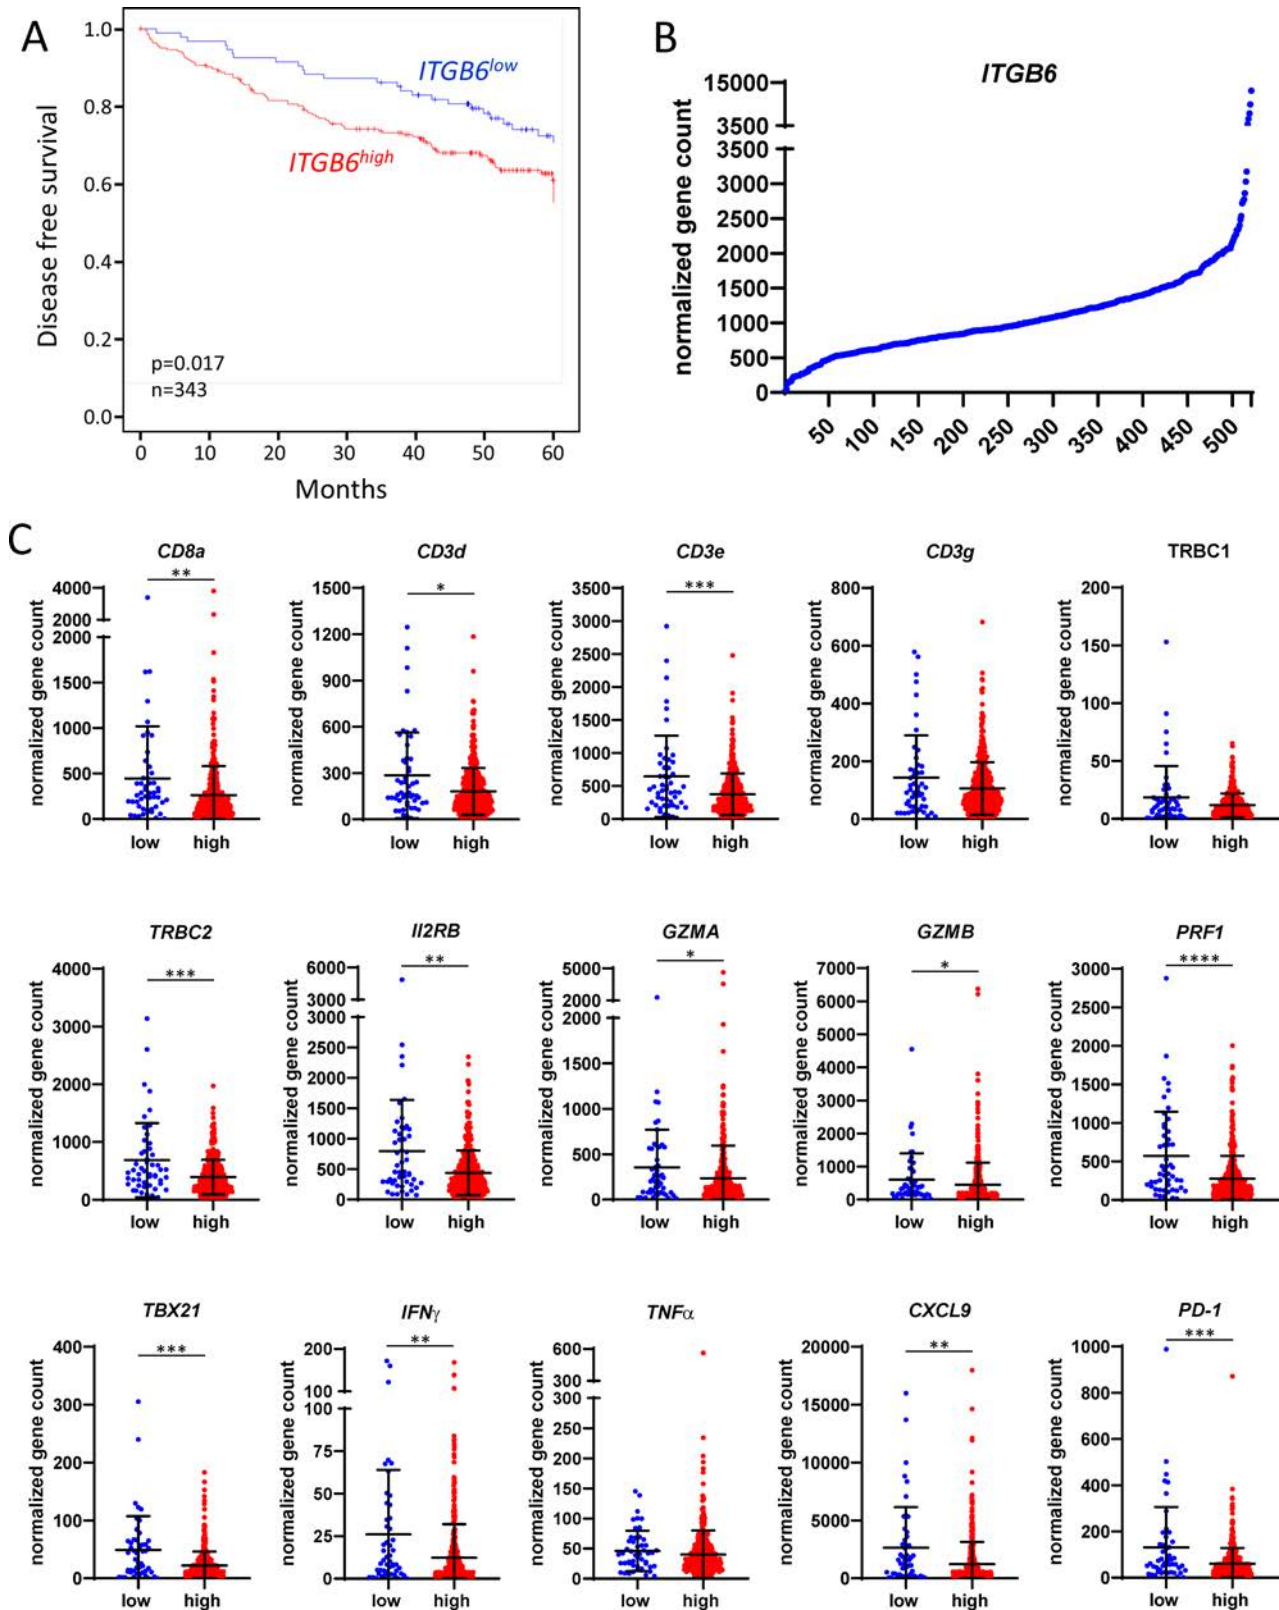 A
1.0
0.8
0.6
0.4
0.2
0.0
Disease free survival
ITGB6low
ITGB6high
p=0.017
n=343
0 10 20 30 40 50 60
Months
B
ITGB6
15000
3500
3500
3000
2500
2000
1500
1000
500
0
normalized gene count
50 100 150 200 250 300 350 400 450 500
C
CD8a
**
4000
2000
2000
1500
1000
500
0
normalized gene count
low high
CD3d
*
1500
1200
900
600
300
0
normalized gene count
low high
CD3e
***
3500
3000
2500
2000
1500
1000
500
0
normalized gene count
low high
CD3g
800
600
400
200
0
normalized gene count
low high
TRBC1
200
150
100
50
0
normalized gene count
low high
TRBC2
***
4000
3000
2000
1000
0
normalized gene count
low high
Il2RB
**
6000
3000
3000
2500
2000
1500
1000
500
0
normalized gene count
low high
GZMA
*
5000
2000
2000
1500
1000
500
0
normalized gene count
low high
GZMB
*
7000
6000
5000
4000
3000
2000
1000
0
normalized gene count
low high
PRF1
****
3000
2500
2000
1500
1000
500
0
normalized gene count
low high
TBX21
***
400
300
200
100
0
normalized gene count
low high
IFNγ
**
200
100
100
75
50
25
0
normalized gene count
low high
TNFα
600
300
300
250
200
150
100
50
0
normalized gene count
low high
CXCL9
**
20000
15000
10000
5000
0
normalized gene count
low high
PD-1
***
1000
800
600
400
200
0
normalized gene count
low high